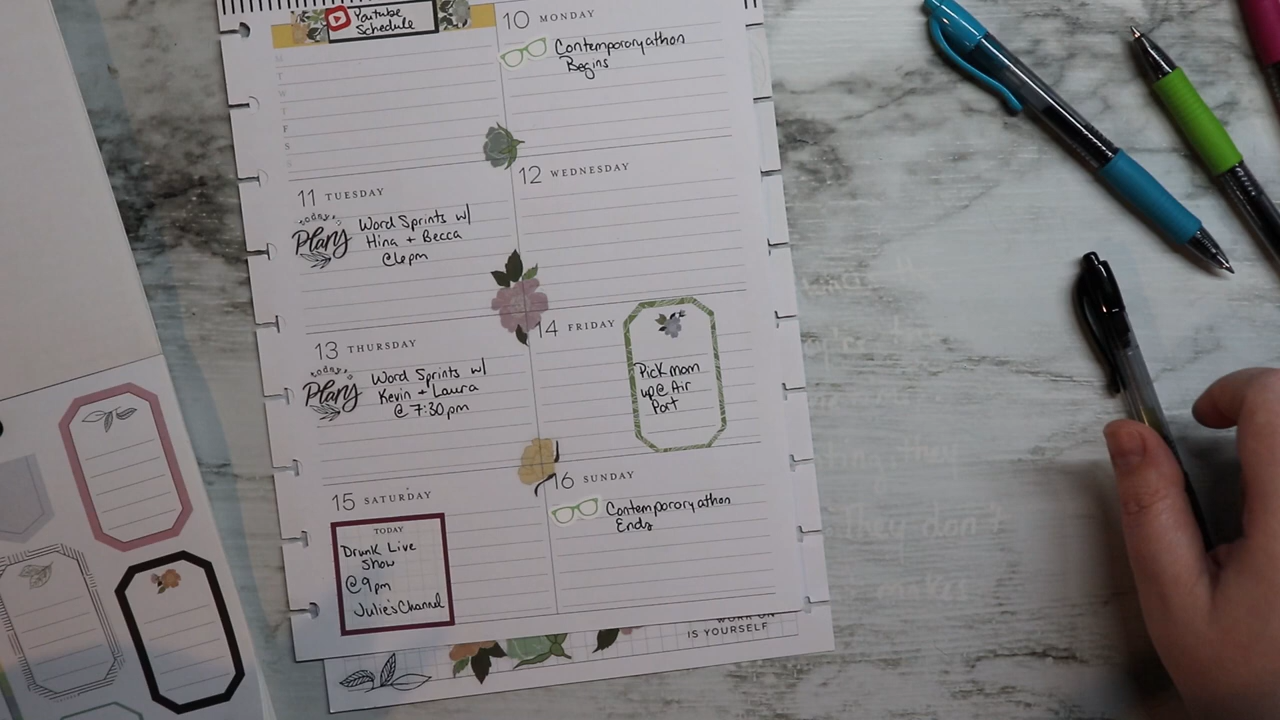 Youtube
Schedule
M
T
W
T
F
S
10 MONDAY
Contemporaryathon
Begins
11 TUESDAY
today's
Plans
Word Sprints w/
Hina + Becca
@6pm
12 WEDNESDAY
13 THURSDAY
today's
Plans
Word Sprints w/
Kevin + Laura
@ 7:30pm
14 FRIDAY
Pick mom
up@ Air
Port
15 SATURDAY
TODAY
Drunk Live
Show
@9pm
Julie's Channel
16 SUNDAY
Contemporaryathon
Ends
WORK ON
IS YOURSELF